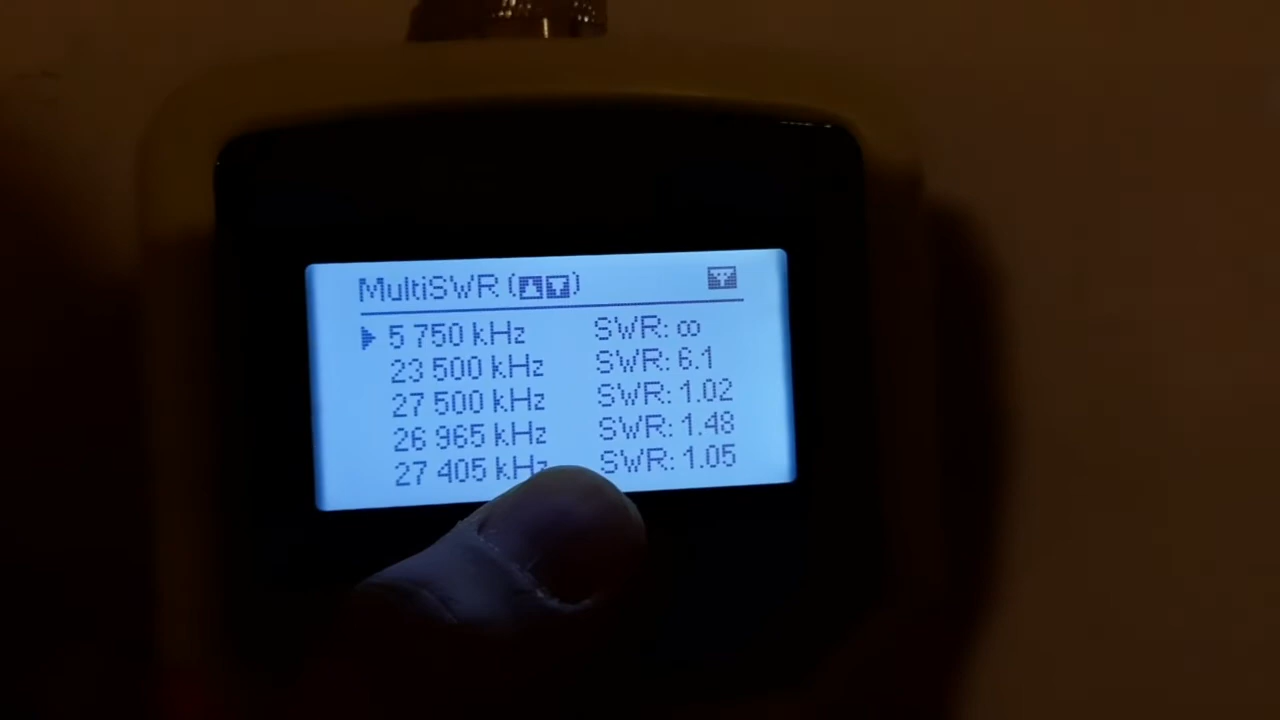 MultiSWR ( )
5 750 kHz SWR: ∞
23 500 kHz SWR: 6.1
27 500 kHz SWR: 1.02
26 965 kHz SWR: 1.48
27 405 kHz SWR: 1.05